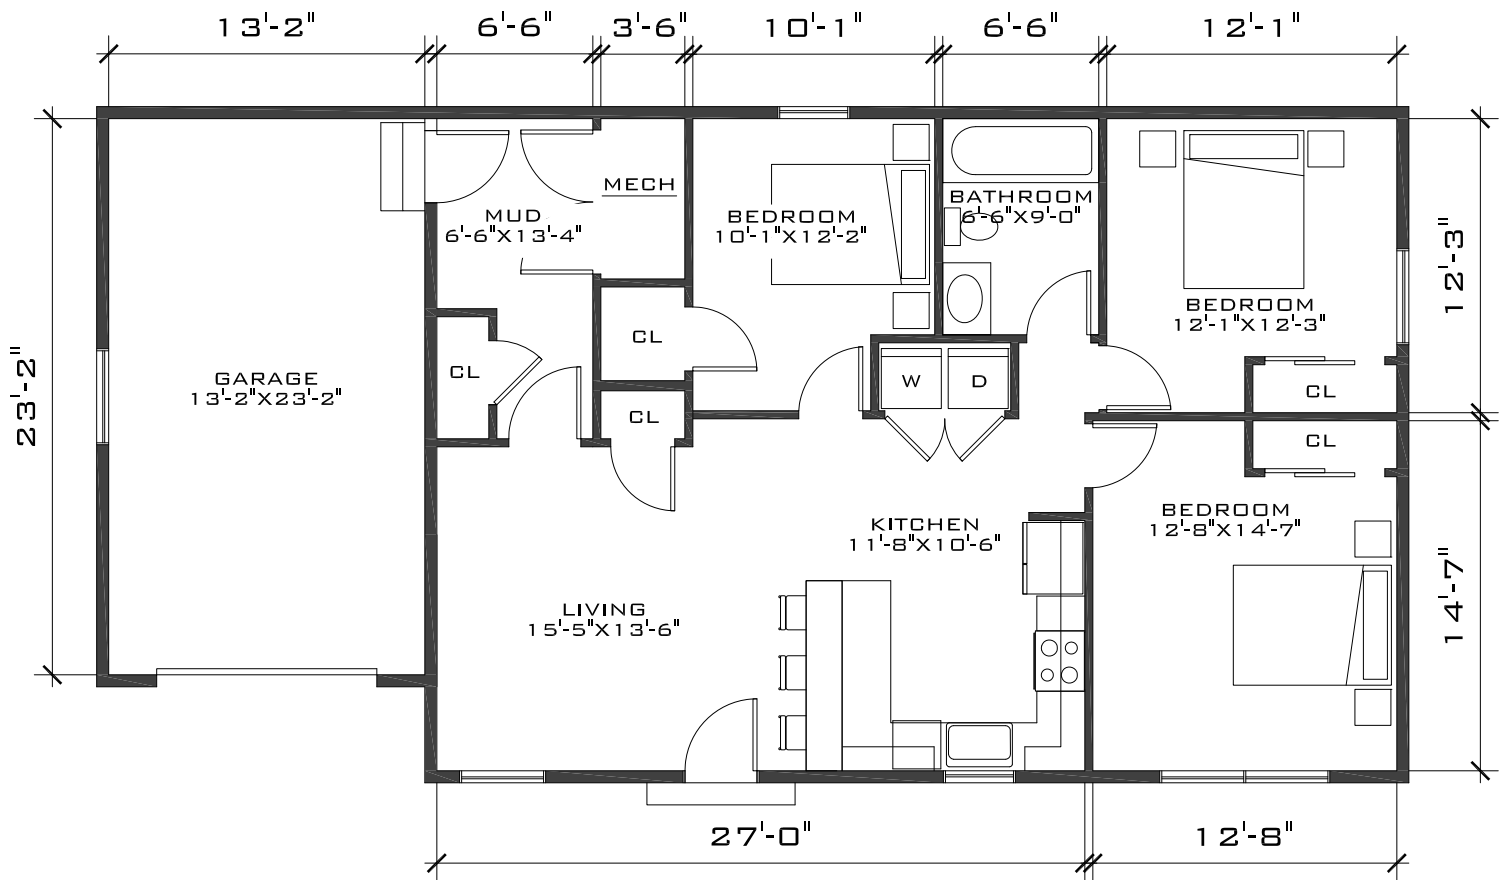 13'-2"
6'-6"
3'-6"
10'-1"
6'-6"
12'-1"
MECH
BATHROOM
6'-6"X9'-0"
MUD
6'-6"X13'-4"
BEDROOM
10'-1"X12'-2"
12'-3"
BEDROOM
12'-1"X12'-3"
CL
CL
W
D
23'-2"
GARAGE
13'-2"X23'-2"
CL
CL
CL
BEDROOM
12'-8"X14'-7"
KITCHEN
11'-8"X10'-6"
14'-7"
LIVING
15'-5"X13'-6"
27'-0"
12'-8"